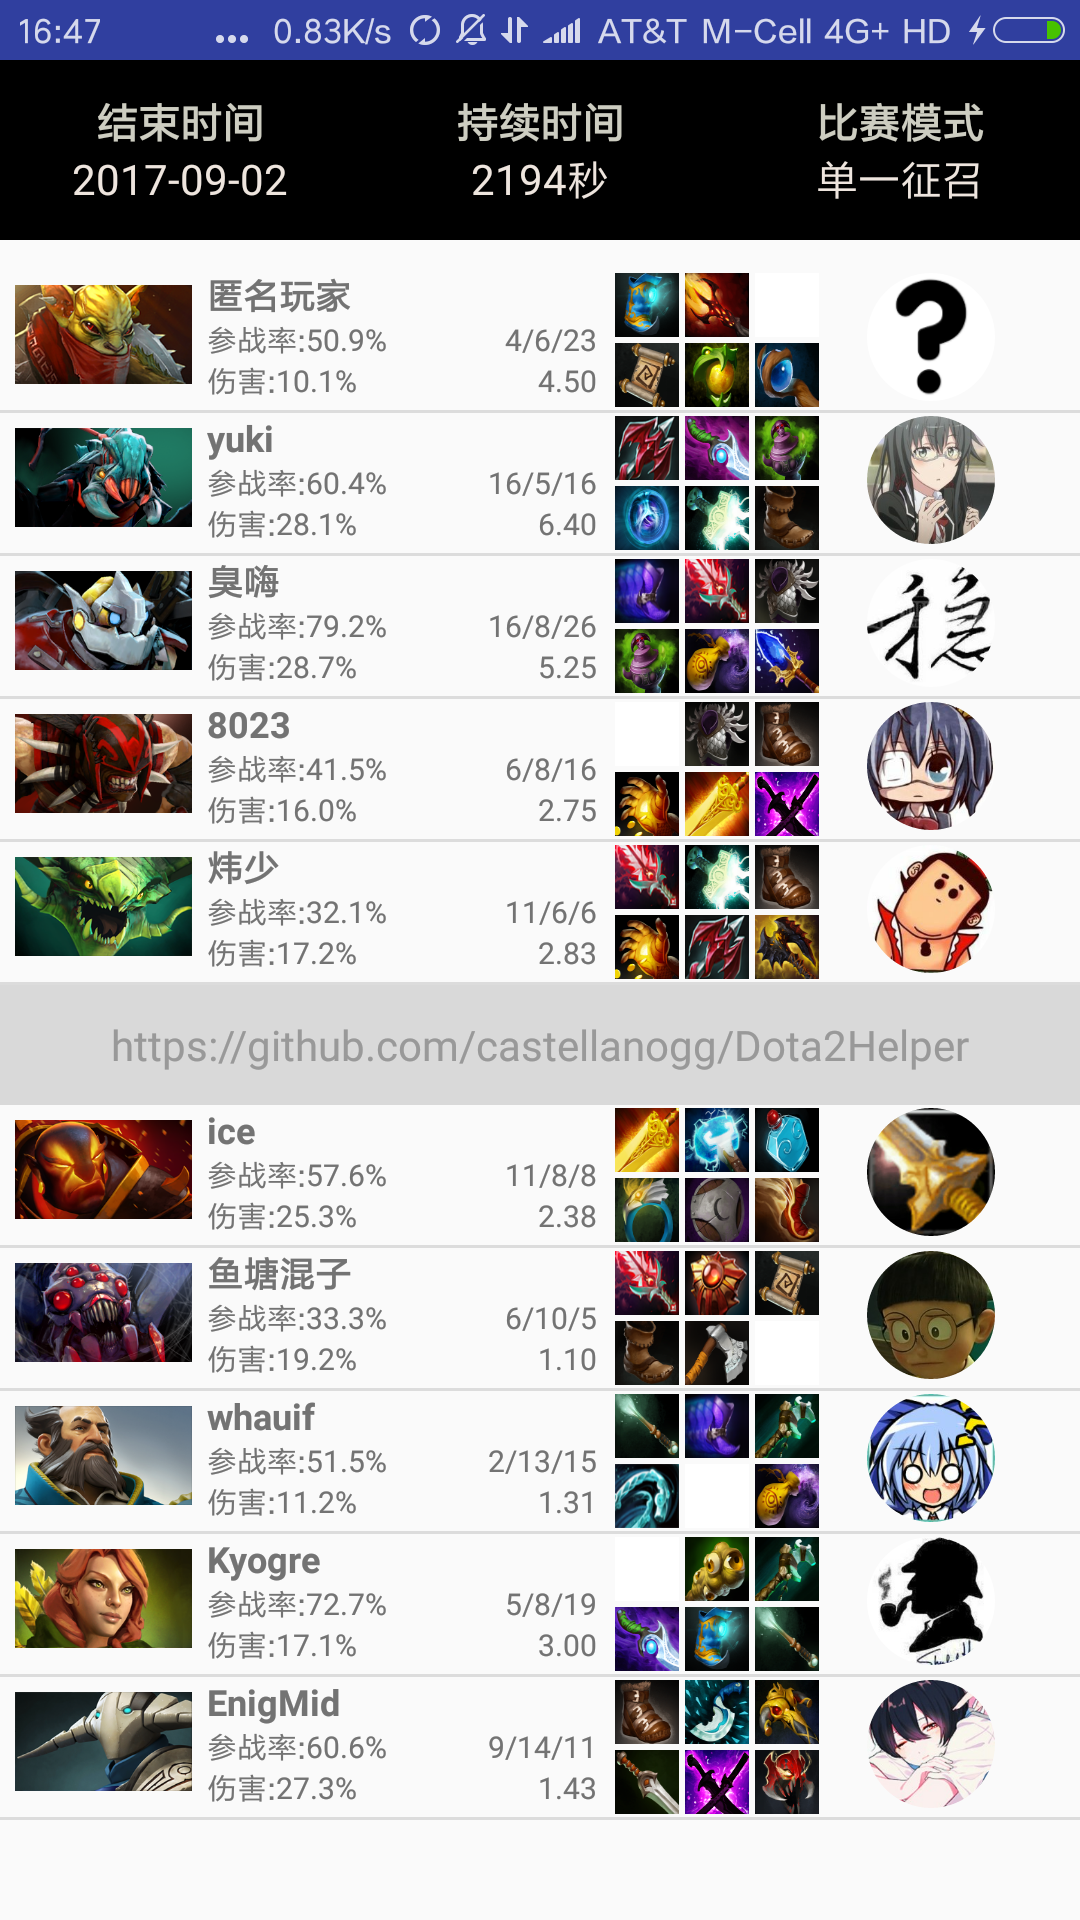 16:47 ... 0.83K/s AT&T M-Cell 4G+ HD
结束时间 持续时间 比赛模式
2017-09-02 2194秒 单一征召
匿名玩家
参战率:50.9% 4/6/23
伤害:10.1% 4.50
yuki
参战率:60.4% 16/5/16
伤害:28.1% 6.40
臭嗨
参战率:79.2% 16/8/26
伤害:28.7% 5.25
稳
8023
参战率:41.5% 6/8/16
伤害:16.0% 2.75
炜少
参战率:32.1% 11/6/6
伤害:17.2% 2.83
https://github.com/castellanogg/Dota2Helper
ice
参战率:57.6% 11/8/8
伤害:25.3% 2.38
鱼塘混子
参战率:33.3% 6/10/5
伤害:19.2% 1.10
whauif
参战率:51.5% 2/13/15
伤害:11.2% 1.31
Kyogre
参战率:72.7% 5/8/19
伤害:17.1% 3.00
EnigMid
参战率:60.6% 9/14/11
伤害:27.3% 1.43